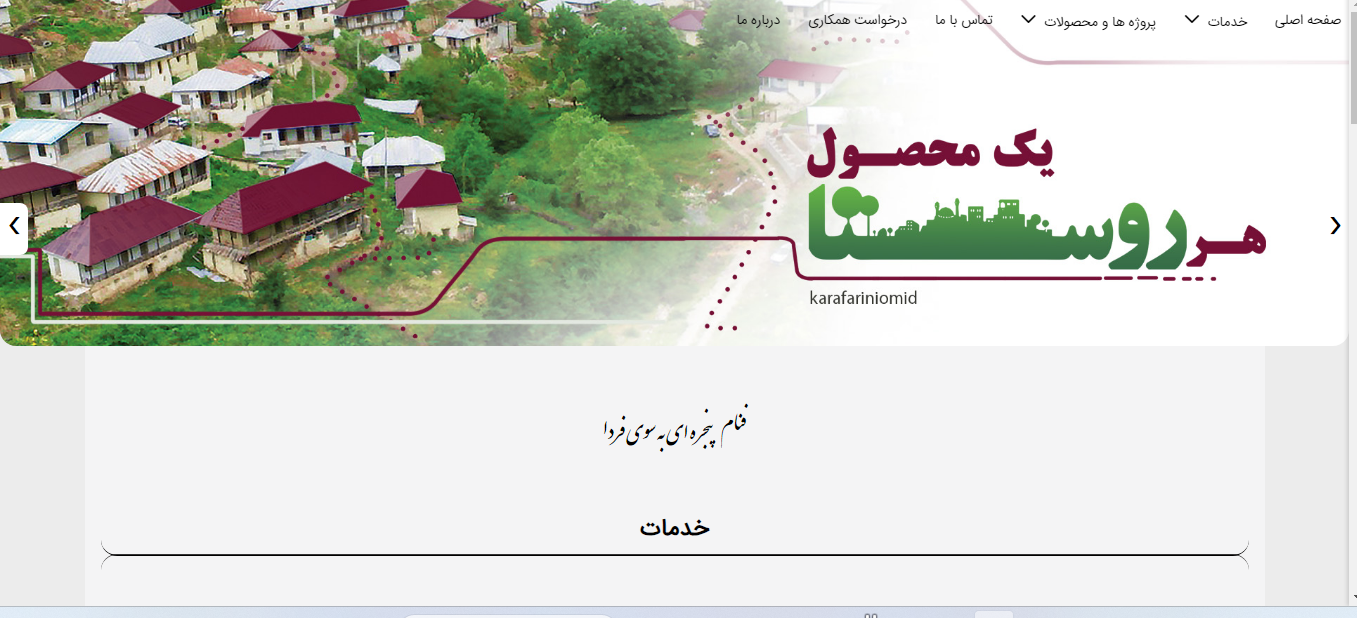 صفحه اصلی خدمات پروژه ها و محصولات تماس با ما درخواست همکاری درباره ما
یک محصول
هر روستا
karafariniomid
فنام پنجره ای به سوی فردا
خدمات